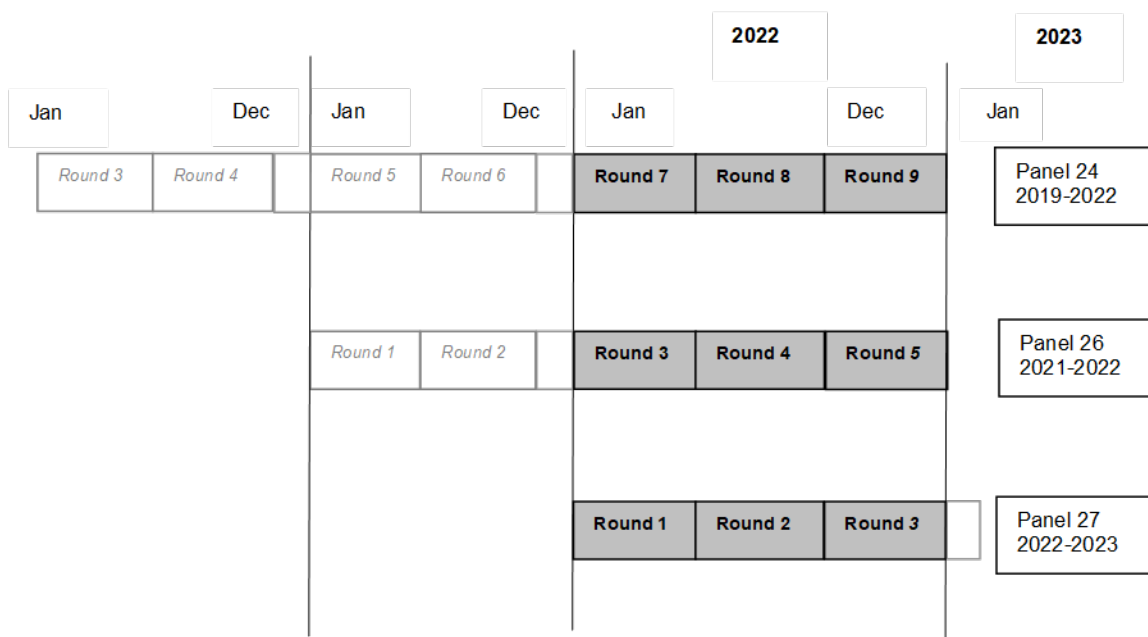 2022 2023
Jan Dec Jan Dec Jan Dec Jan
Round 3 Round 4 Round 5 Round 6 Round 7 Round 8 Round 9 Panel 24
2019-2022
Round 1 Round 2 Round 3 Round 4 Round 5 Panel 26
2021-2022
Round 1 Round 2 Round 3 Panel 27
2022-2023